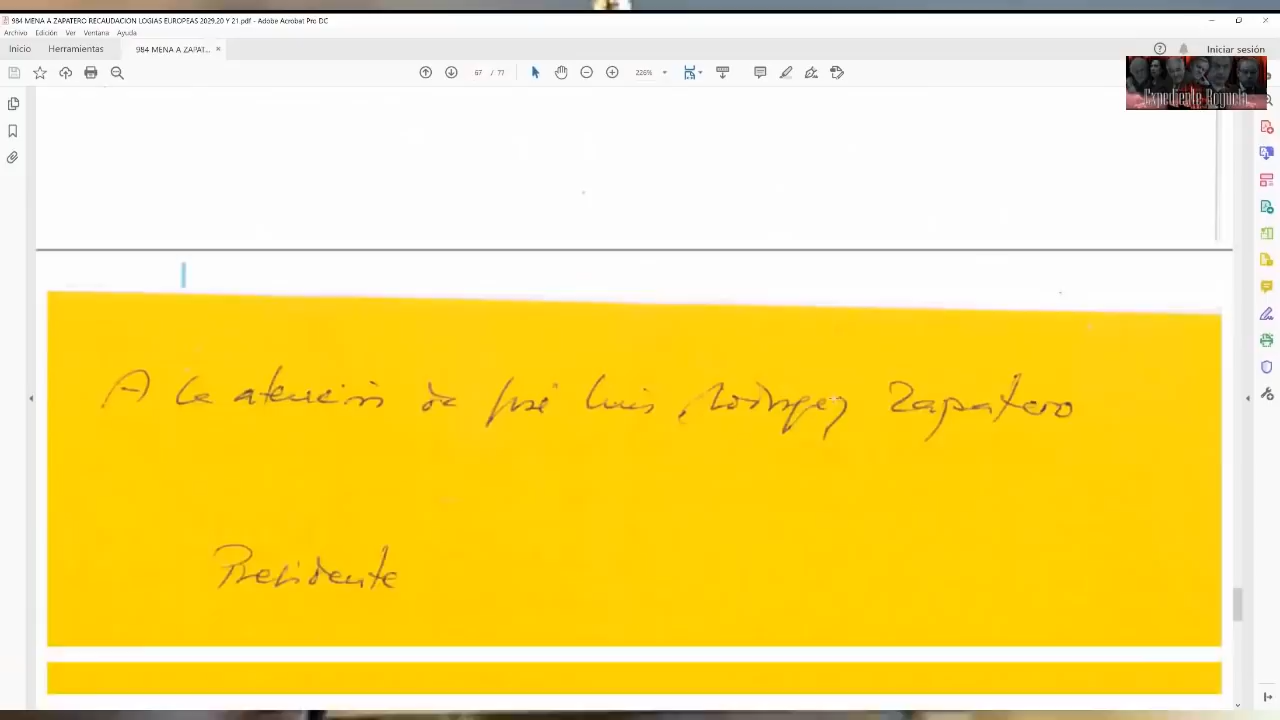 984 MENA A ZAPATERO RECAUDACION LOGIAS EUROPEAS 2029.20 Y 21.pdf - Adobe Acrobat Pro DC
Archivo Edición Ver Ventana Ayuda
Inicio Herramientas 984 MENA A ZAPAT... × Iniciar sesión
67 / 77 226%
Expediente Royuela
A la atención de José Luis Rodríguez Zapatero
Presidente